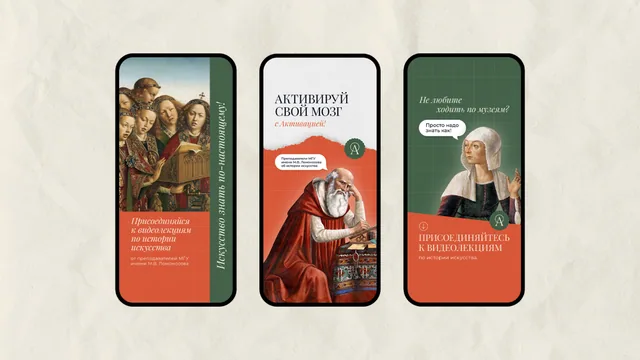 Присоединяйся
к видеолекциям
по истории
искусства
от преподавателей МГУ
имени М.В. Ломоносова
Искусство знать по-настоящему!
АКТИВИРУЙ
СВОЙ МОЗГ
с Активацией!
Преподаватели МГУ
имени М.В. Ломоносова
об истории искусства
А
Не любите
ходить по музеям?
Просто надо
знать как!
А
ПРИСОЕДИНЯЙТЕСЬ
К ВИДЕОЛЕКЦИЯМ
по истории искусства